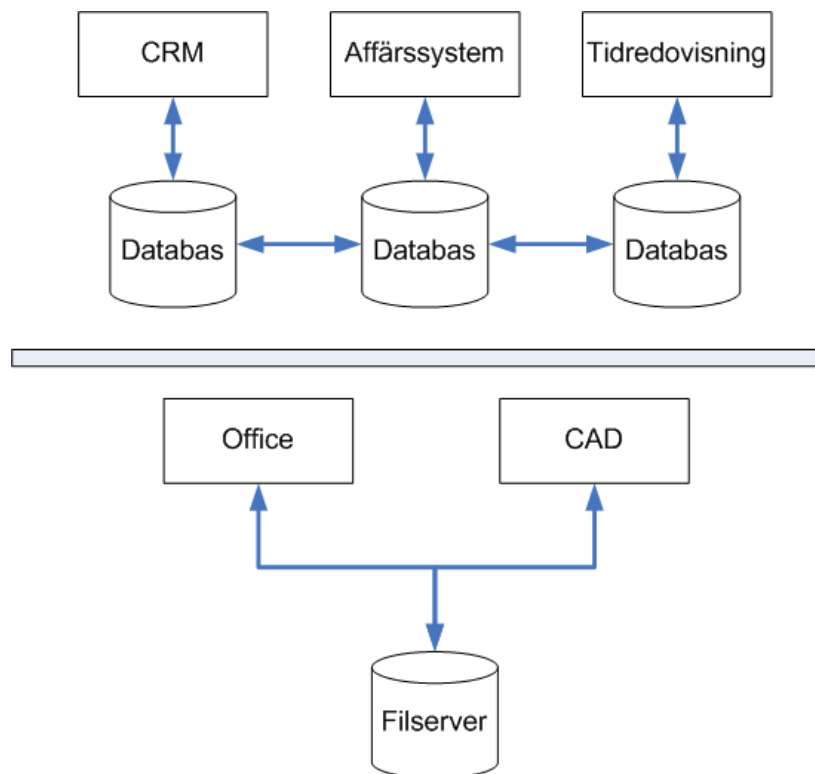 CRM
Affärssystem
Tidredovisning
Databas
Databas
Databas
Office
CAD
Filserver